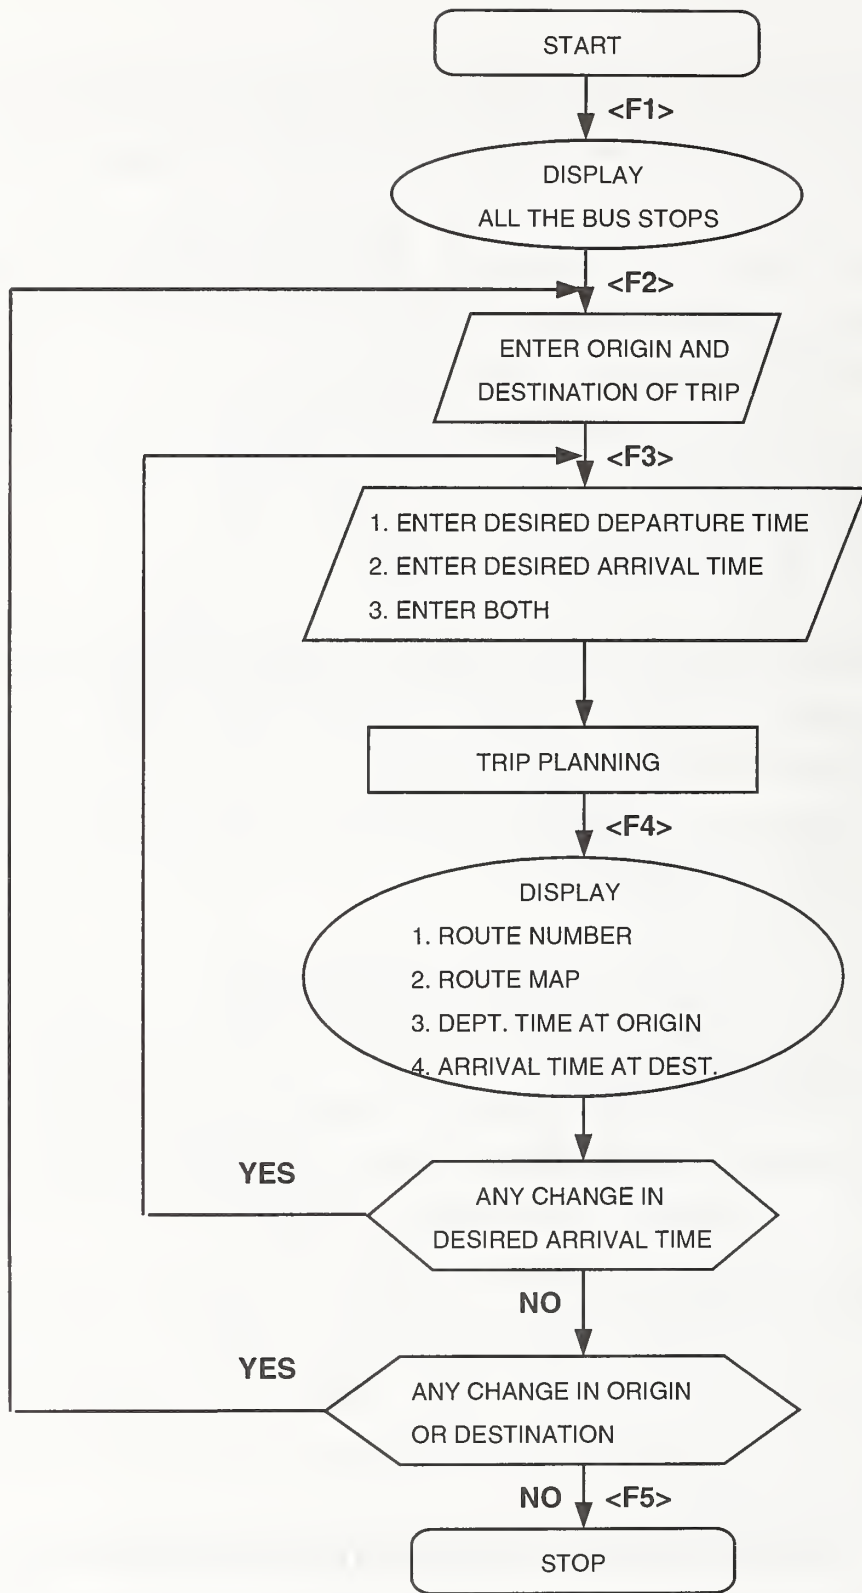 START
<F1>
DISPLAY
ALL THE BUS STOPS
<F2>
ENTER ORIGIN AND
DESTINATION OF TRIP
<F3>
1. ENTER DESIRED DEPARTURE TIME
2. ENTER DESIRED ARRIVAL TIME
3. ENTER BOTH
TRIP PLANNING
<F4>
DISPLAY
1. ROUTE NUMBER
2. ROUTE MAP
3. DEPT. TIME AT ORIGIN
4. ARRIVAL TIME AT DEST.
YES
ANY CHANGE IN
DESIRED ARRIVAL TIME
NO
YES
ANY CHANGE IN ORIGIN
OR DESTINATION
NO <F5>
STOP